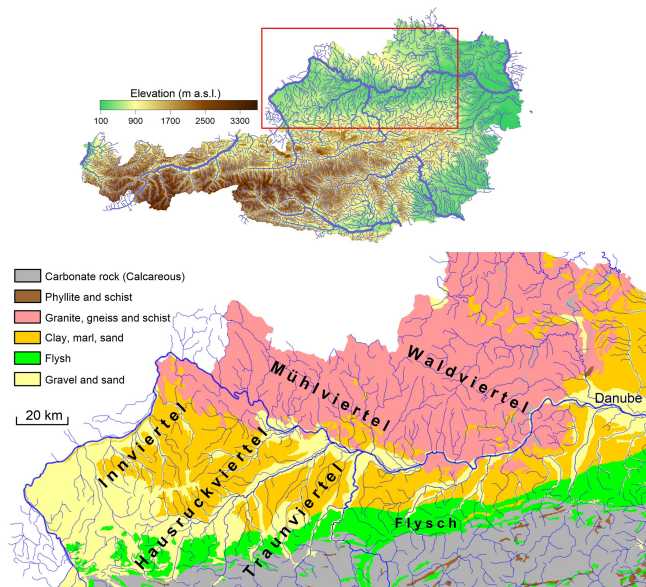 Elevation (m a.s.l.)
100 900 1700 2500 3300
Carbonate rock (Calcareous)
Phyllite and schist
Granite, gneiss and schist
Clay, marl, sand
Flysh
Gravel and sand
20 km
Waldviertel
Mühlviertel
Danube
Innviertel
Hausruckviertel
Traunviertel
Flysch